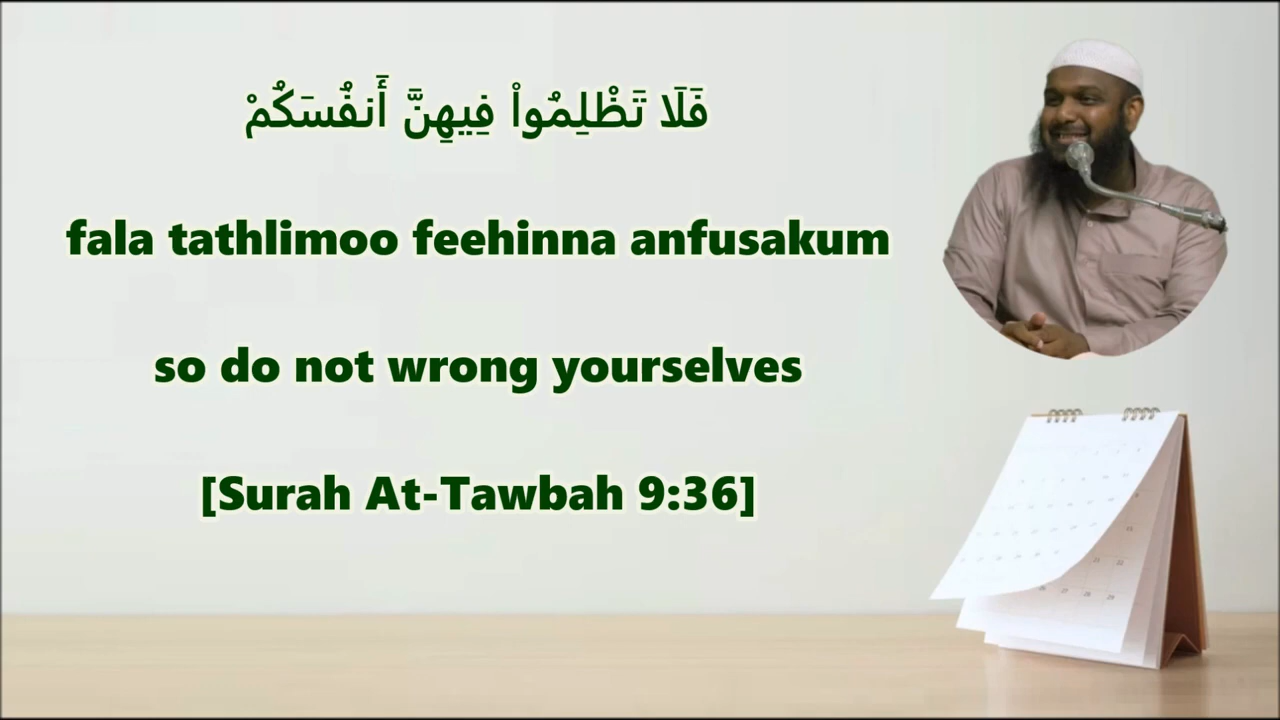 فَلَا تَظْلِمُواْ فِيهِنَّ أَنفُسَكُمْ
fala tathlimoo feehinna anfusakum
so do not wrong yourselves
[Surah At-Tawbah 9:36]